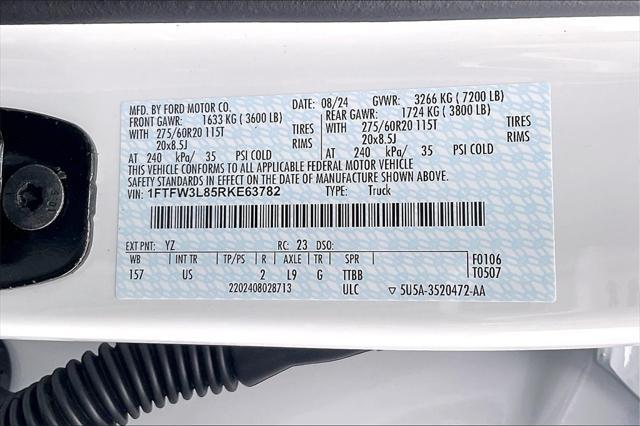 MFD. BY FORD MOTOR CO. DATE: 08/24 GVWR: 3266 KG ( 7200 LB)
FRONT GAWR: 1633 KG ( 3600 LB) REAR GAWR: 1724 KG ( 3800 LB)
WITH 275/60R20 115T TIRES WITH 275/60R20 115T TIRES
20x8.5J RIMS 20x8.5J RIMS
AT 240 kPa/ 35 PSI COLD AT 240 kPa/ 35 PSI COLD
THIS VEHICLE CONFORMS TO ALL APPLICABLE FEDERAL MOTOR VEHICLE
SAFETY STANDARDS IN EFFECT ON THE DATE OF MANUFACTURE SHOWN ABOVE.
VIN: 1FTFW3L85RKE63782 TYPE: Truck
EXT PNT: YZ RC: 23 DSO:
WB INT TR TP/PS R AXLE TR SPR F0106
157 US 2 L9 G TTBB T0507
2202408028713 ULC ▽ 5U5A-3520472-AA